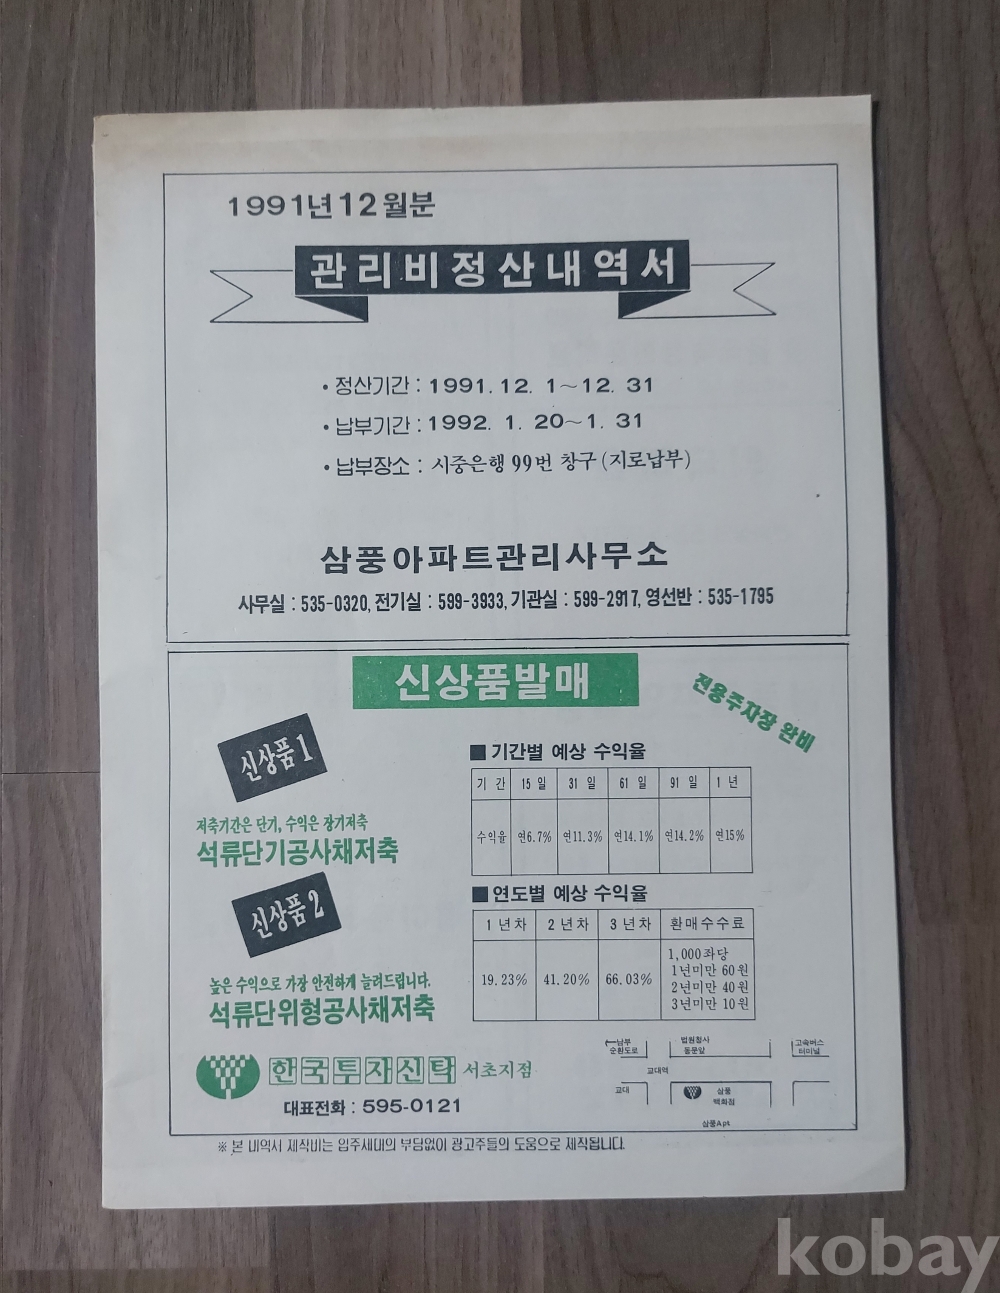 1991년 12월분
관리비정산내역서
• 정산기간 : 1991. 12. 1~12. 31
• 납부기간 : 1992. 1. 20~1. 31
• 납부장소 : 시중은행 99번 창구 (지로납부)
삼풍아파트관리사무소
사무실 : 535-0320, 전기실 : 599-3933, 기관실 : 599-2917, 영선반 : 535-1795
신상품발매
전용주차장 완비
신상품 1
저축기간은 단기, 수익은 장기저축
석류단기공사채저축
■ 기간별 예상 수익율
기 간 15 일 31 일 61 일 91 일 1 년
수익율 연6.7% 연11.3% 연14.1% 연14.2% 연15%
신상품 2
높은 수익으로 가장 안전하게 늘려드립니다.
석류단위형공사채저축
■ 연도별 예상 수익율
1 년차 2 년차 3 년차 환매수수료
19.23% 41.20% 66.03%
1,000좌당
1년미만 60원
2년미만 40원
3년미만 10원
한국투자신탁 서초지점
대표전화 : 595-0121
남부
순환도로
법원청사
동문앞
고속버스
터미널
교대역
교대
삼풍
백화점
삼풍Apt
※ 본 내역서 제작비는 입주세대의 부담없이 광고주들의 도움으로 제작됩니다.
kobay